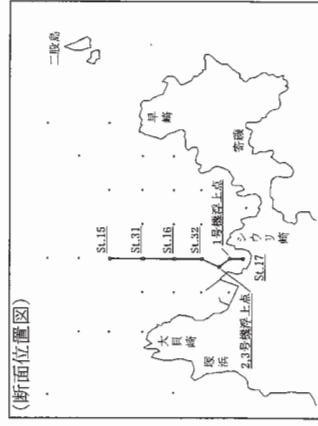 (断面位置図)
二股島
St.15
早崎
St.31
St.16
寄磯
St.32
1号機浮上点
大貝崎
シウリ崎
塚浜
St.17
2,3号機浮上点